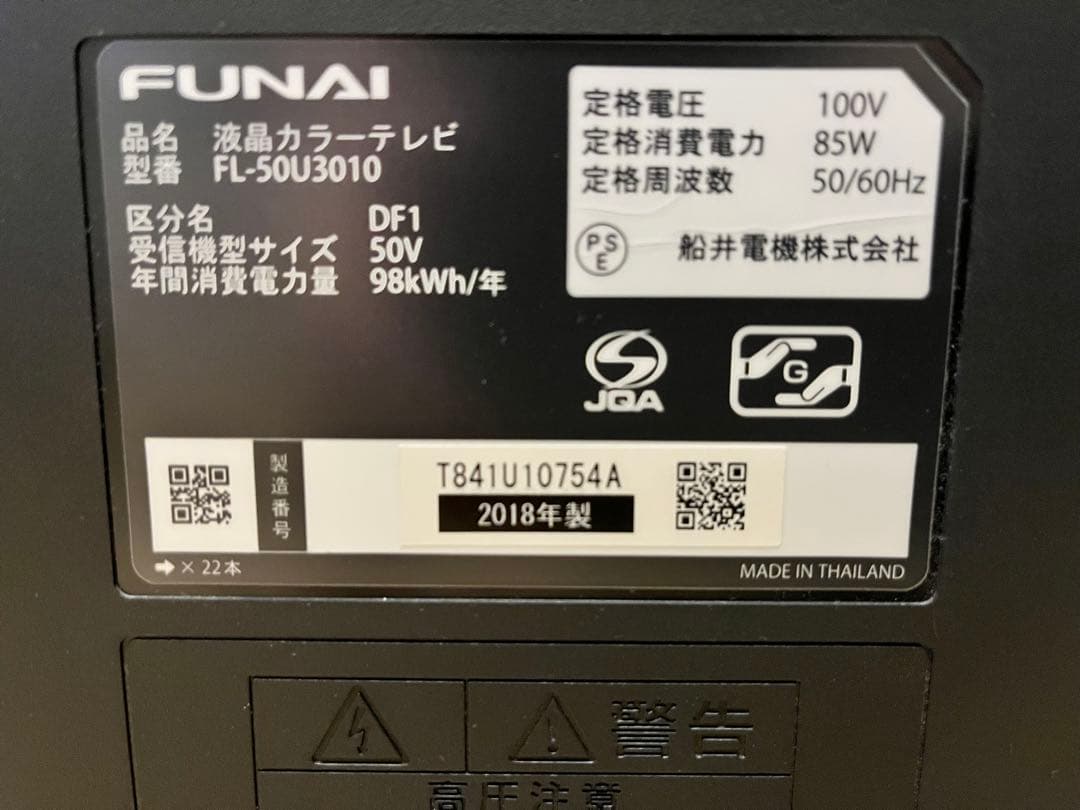 FUNAI
品名 液晶カラーテレビ
型番 FL-50U3010
区分名 DF1
受信機型サイズ 50V
年間消費電力量 98kWh/年
定格電圧 100V
定格消費電力 85W
定格周波数 50/60Hz
PSE 船井電機株式会社
JQA
G
製造番号
T841U10754A
2018年製
➡× 22本
MADE IN THAILAND
警告
高圧注意